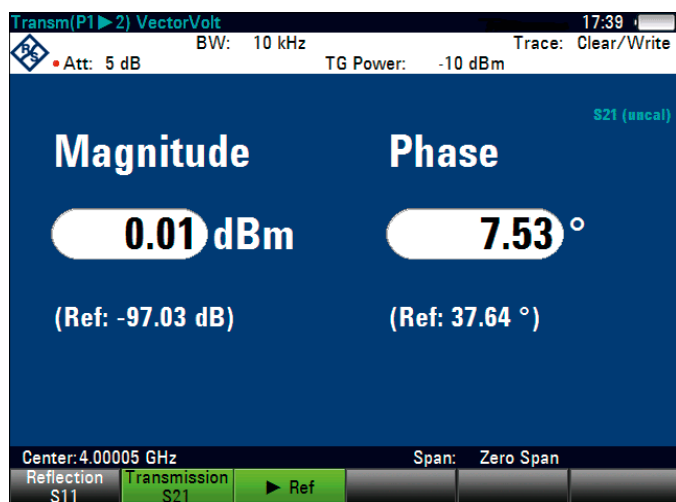 Transm(P1►2) VectorVolt 17:39
R&S BW: 10 kHz Trace: Clear/Write
• Att: 5 dB TG Power: -10 dBm
S21 (uncal)
Magnitude Phase
0.01 dBm 7.53 °
(Ref: -97.03 dB) (Ref: 37.64 °)
Center:4.00005 GHz Span: Zero Span
Reflection Transmission
S11 S21 ► Ref